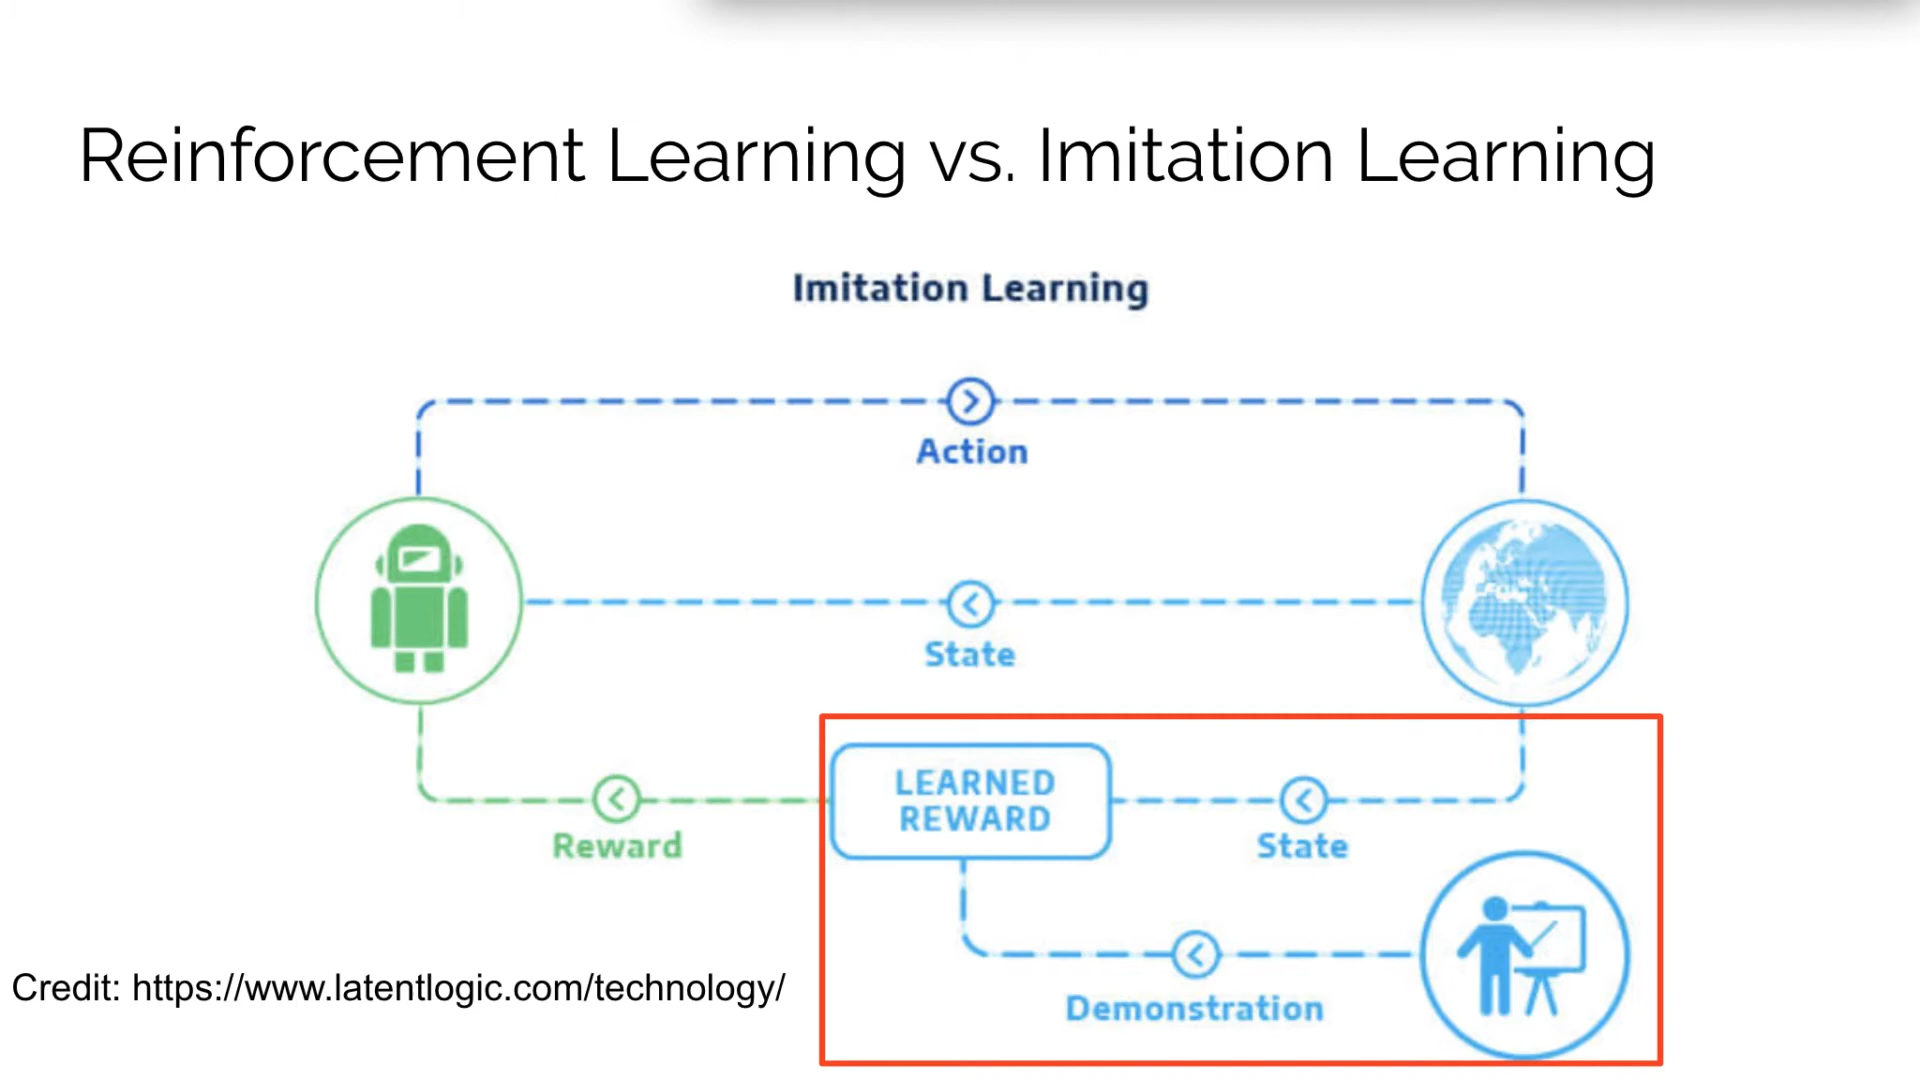 Reinforcement Learning vs. Imitation Learning
Imitation Learning
Action
State
LEARNED
REWARD
Reward
State
Credit: https://www.latentlogic.com/technology/
Demonstration